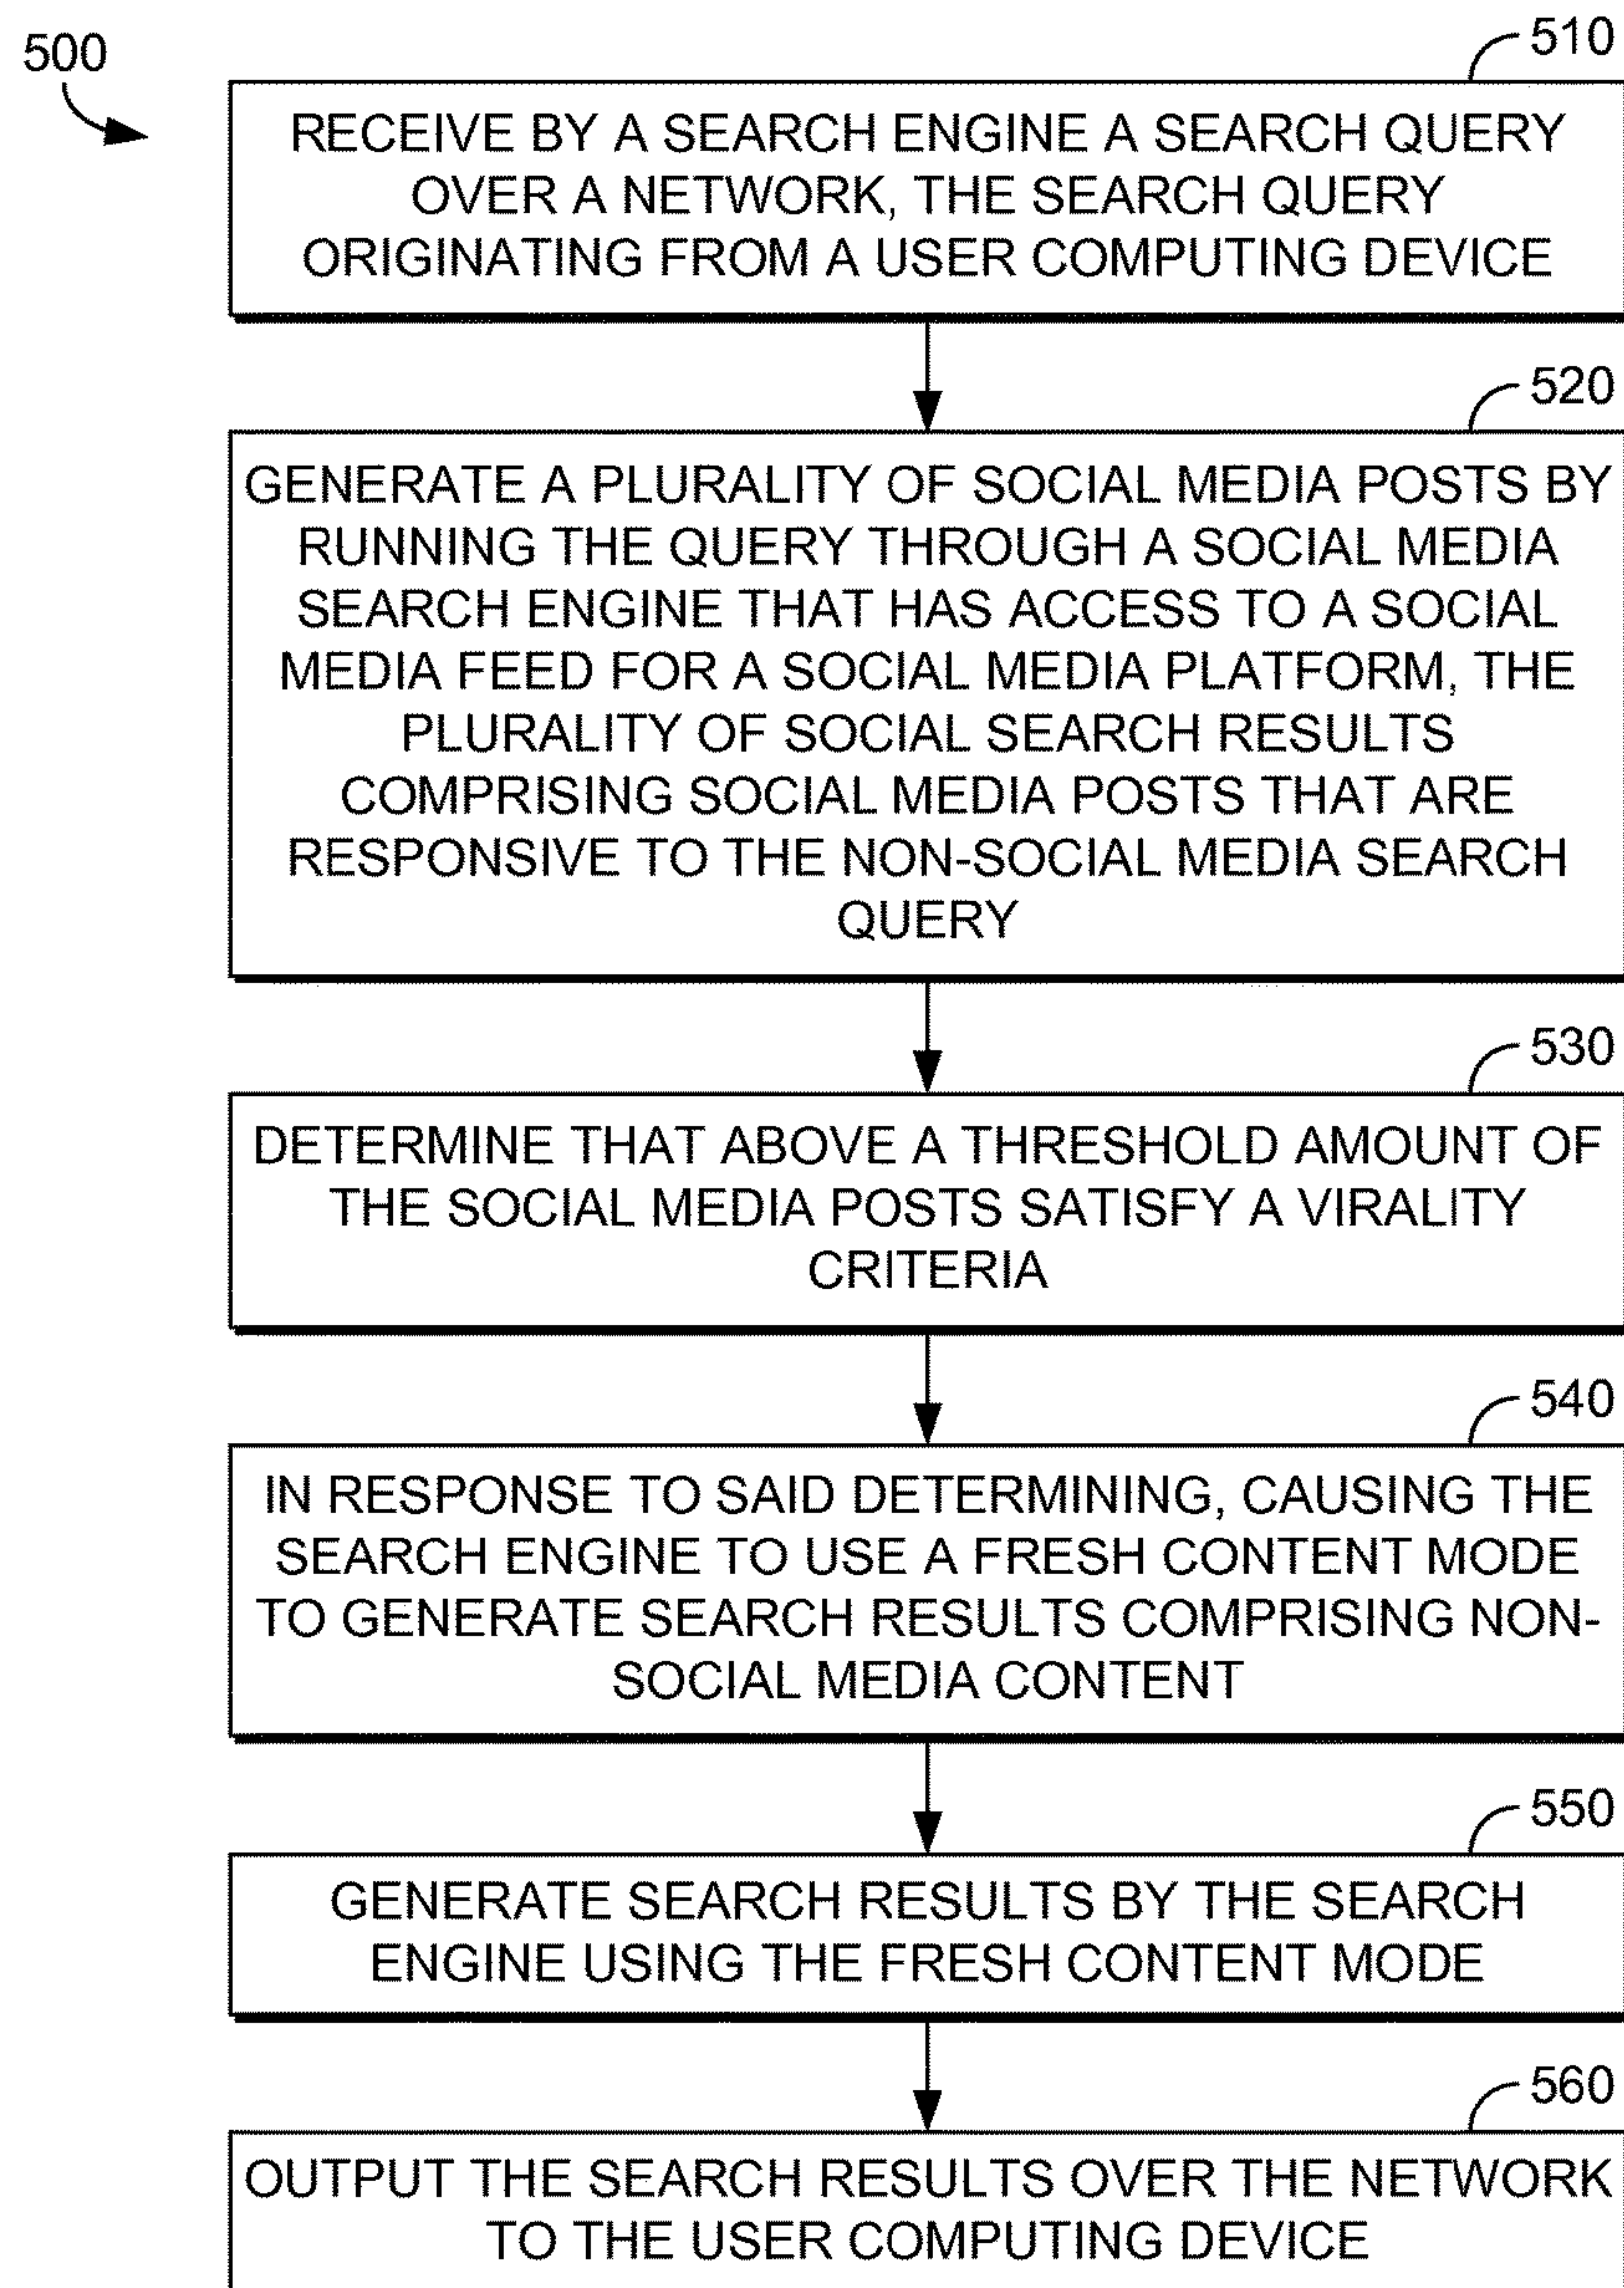 500
510
RECEIVE BY A SEARCH ENGINE A SEARCH QUERY
OVER A NETWORK, THE SEARCH QUERY
ORIGINATING FROM A USER COMPUTING DEVICE
520
GENERATE A PLURALITY OF SOCIAL MEDIA POSTS BY
RUNNING THE QUERY THROUGH A SOCIAL MEDIA
SEARCH ENGINE THAT HAS ACCESS TO A SOCIAL
MEDIA FEED FOR A SOCIAL MEDIA PLATFORM, THE
PLURALITY OF SOCIAL SEARCH RESULTS
COMPRISING SOCIAL MEDIA POSTS THAT ARE
RESPONSIVE TO THE NON-SOCIAL MEDIA SEARCH
QUERY
530
DETERMINE THAT ABOVE A THRESHOLD AMOUNT OF
THE SOCIAL MEDIA POSTS SATISFY A VIRALITY
CRITERIA
540
IN RESPONSE TO SAID DETERMINING, CAUSING THE
SEARCH ENGINE TO USE A FRESH CONTENT MODE
TO GENERATE SEARCH RESULTS COMPRISING NON-
SOCIAL MEDIA CONTENT
550
GENERATE SEARCH RESULTS BY THE SEARCH
ENGINE USING THE FRESH CONTENT MODE
560
OUTPUT THE SEARCH RESULTS OVER THE NETWORK
TO THE USER COMPUTING DEVICE